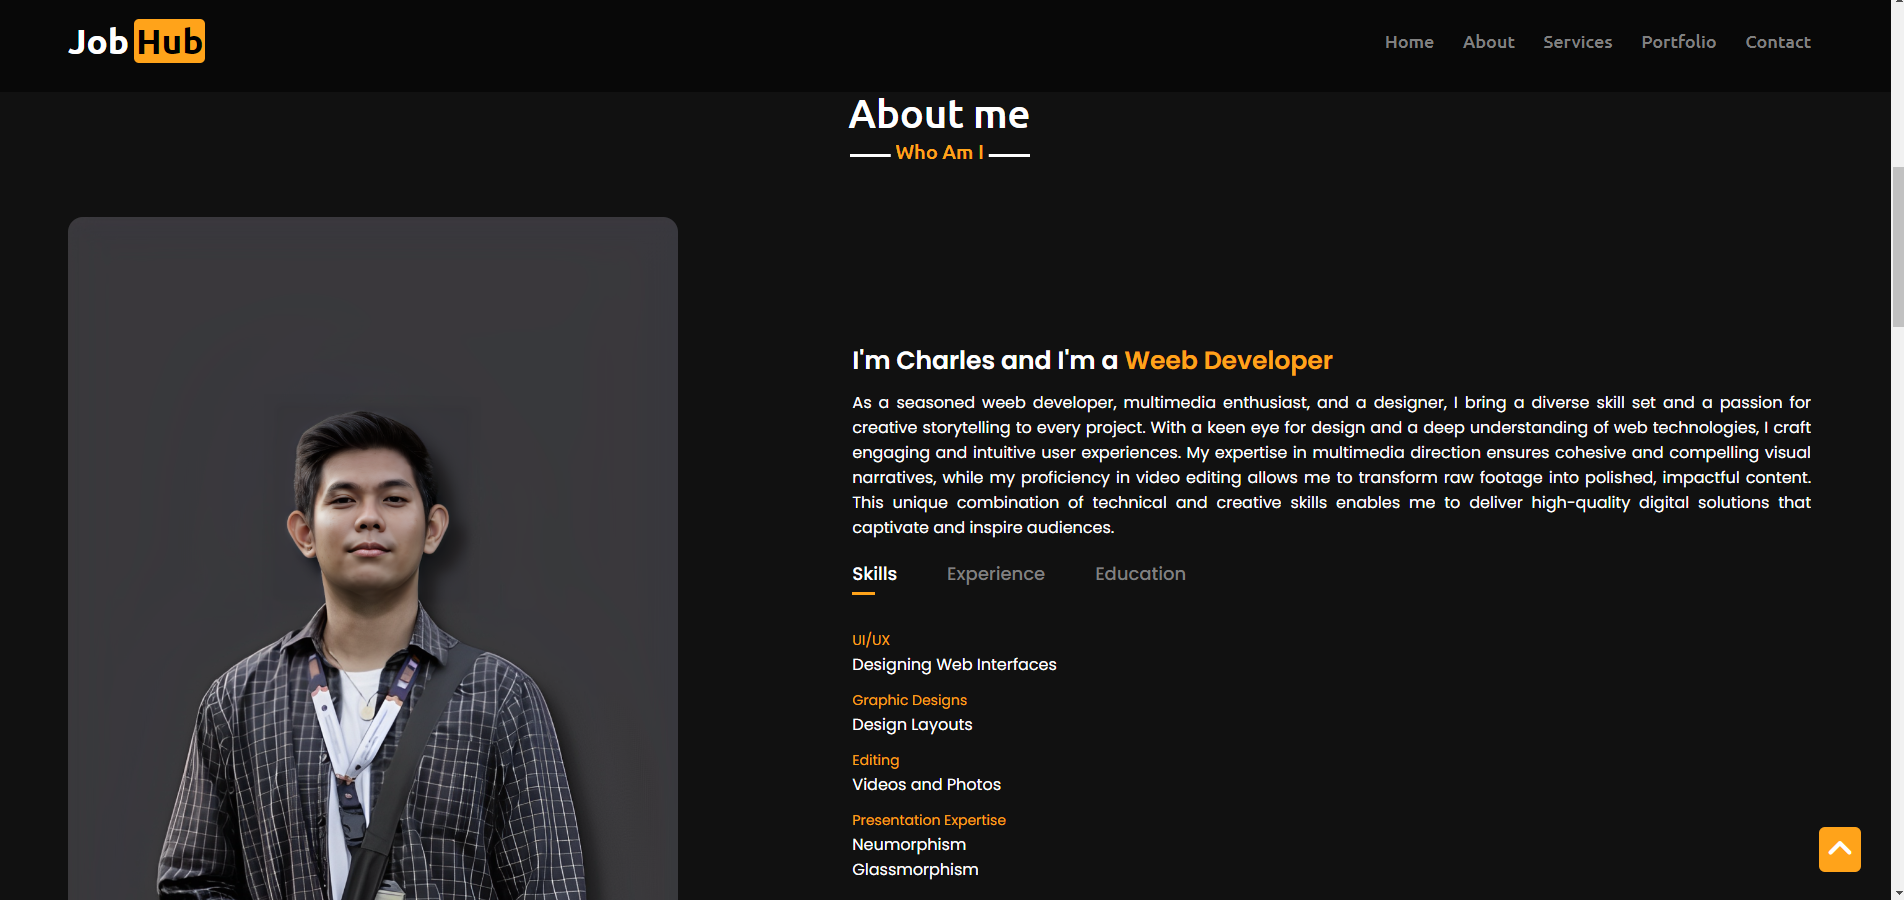 Job Hub
Home About Services Portfolio Contact
About me
Who Am I
I'm Charles and I'm a Weeb Developer
As a seasoned weeb developer, multimedia enthusiast, and a designer, I bring a diverse skill set and a passion for
creative storytelling to every project. With a keen eye for design and a deep understanding of web technologies, I craft
engaging and intuitive user experiences. My expertise in multimedia direction ensures cohesive and compelling visual
narratives, while my proficiency in video editing allows me to transform raw footage into polished, impactful content.
This unique combination of technical and creative skills enables me to deliver high-quality digital solutions that
captivate and inspire audiences.
Skills Experience Education
UI/UX
Designing Web Interfaces
Graphic Designs
Design Layouts
Editing
Videos and Photos
Presentation Expertise
Neumorphism
Glassmorphism